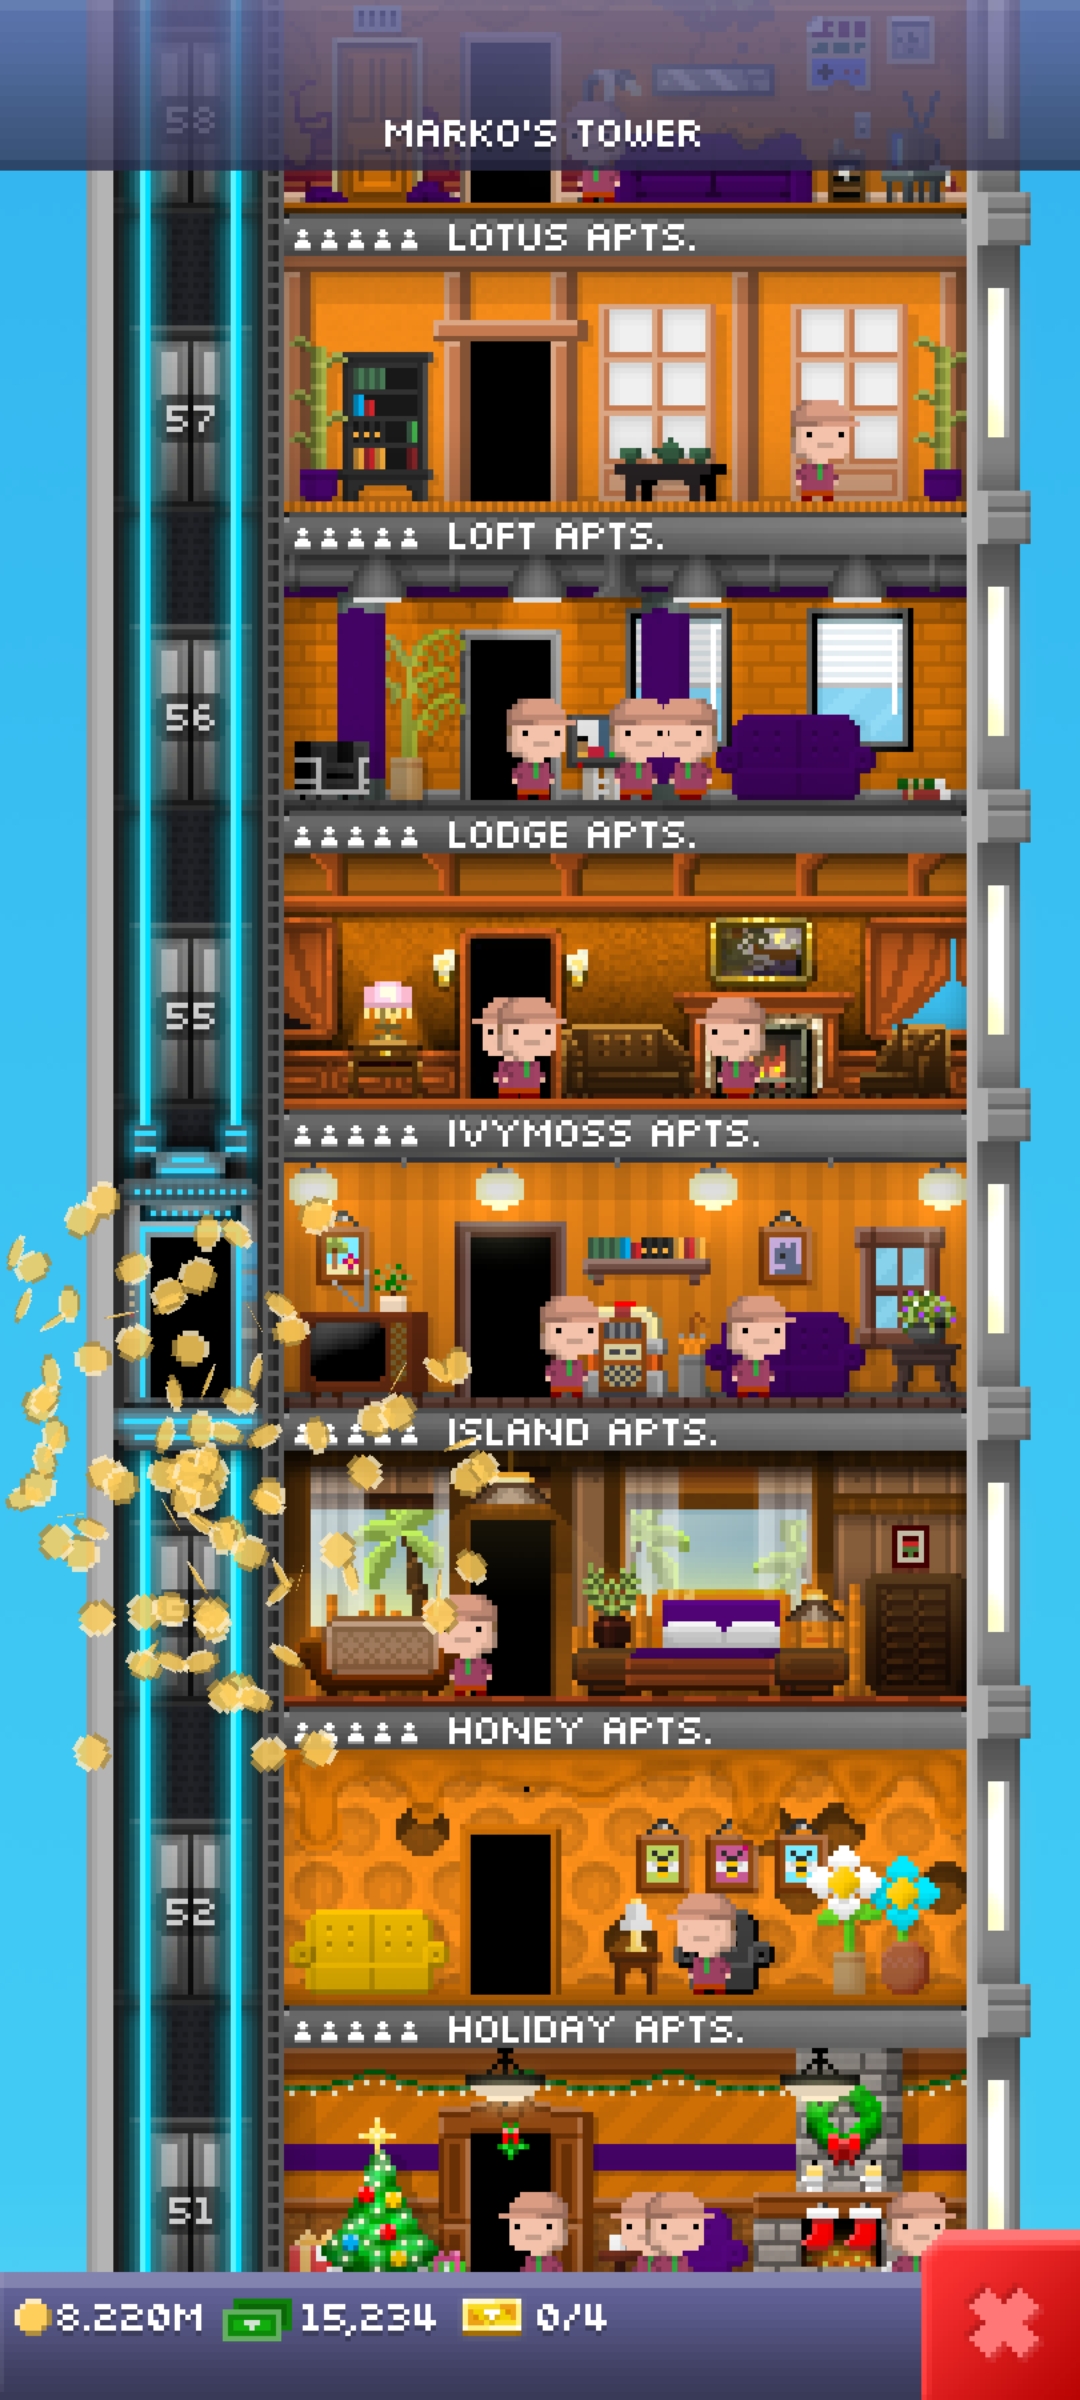 58
MARKO'S TOWER
LOTUS APTS.
57
LOFT APTS.
56
LODGE APTS.
55
IVYMOSS APTS.
ISLAND APTS.
HONEY APTS.
52
HOLIDAY APTS.
51
8.220M 15,234 0/4